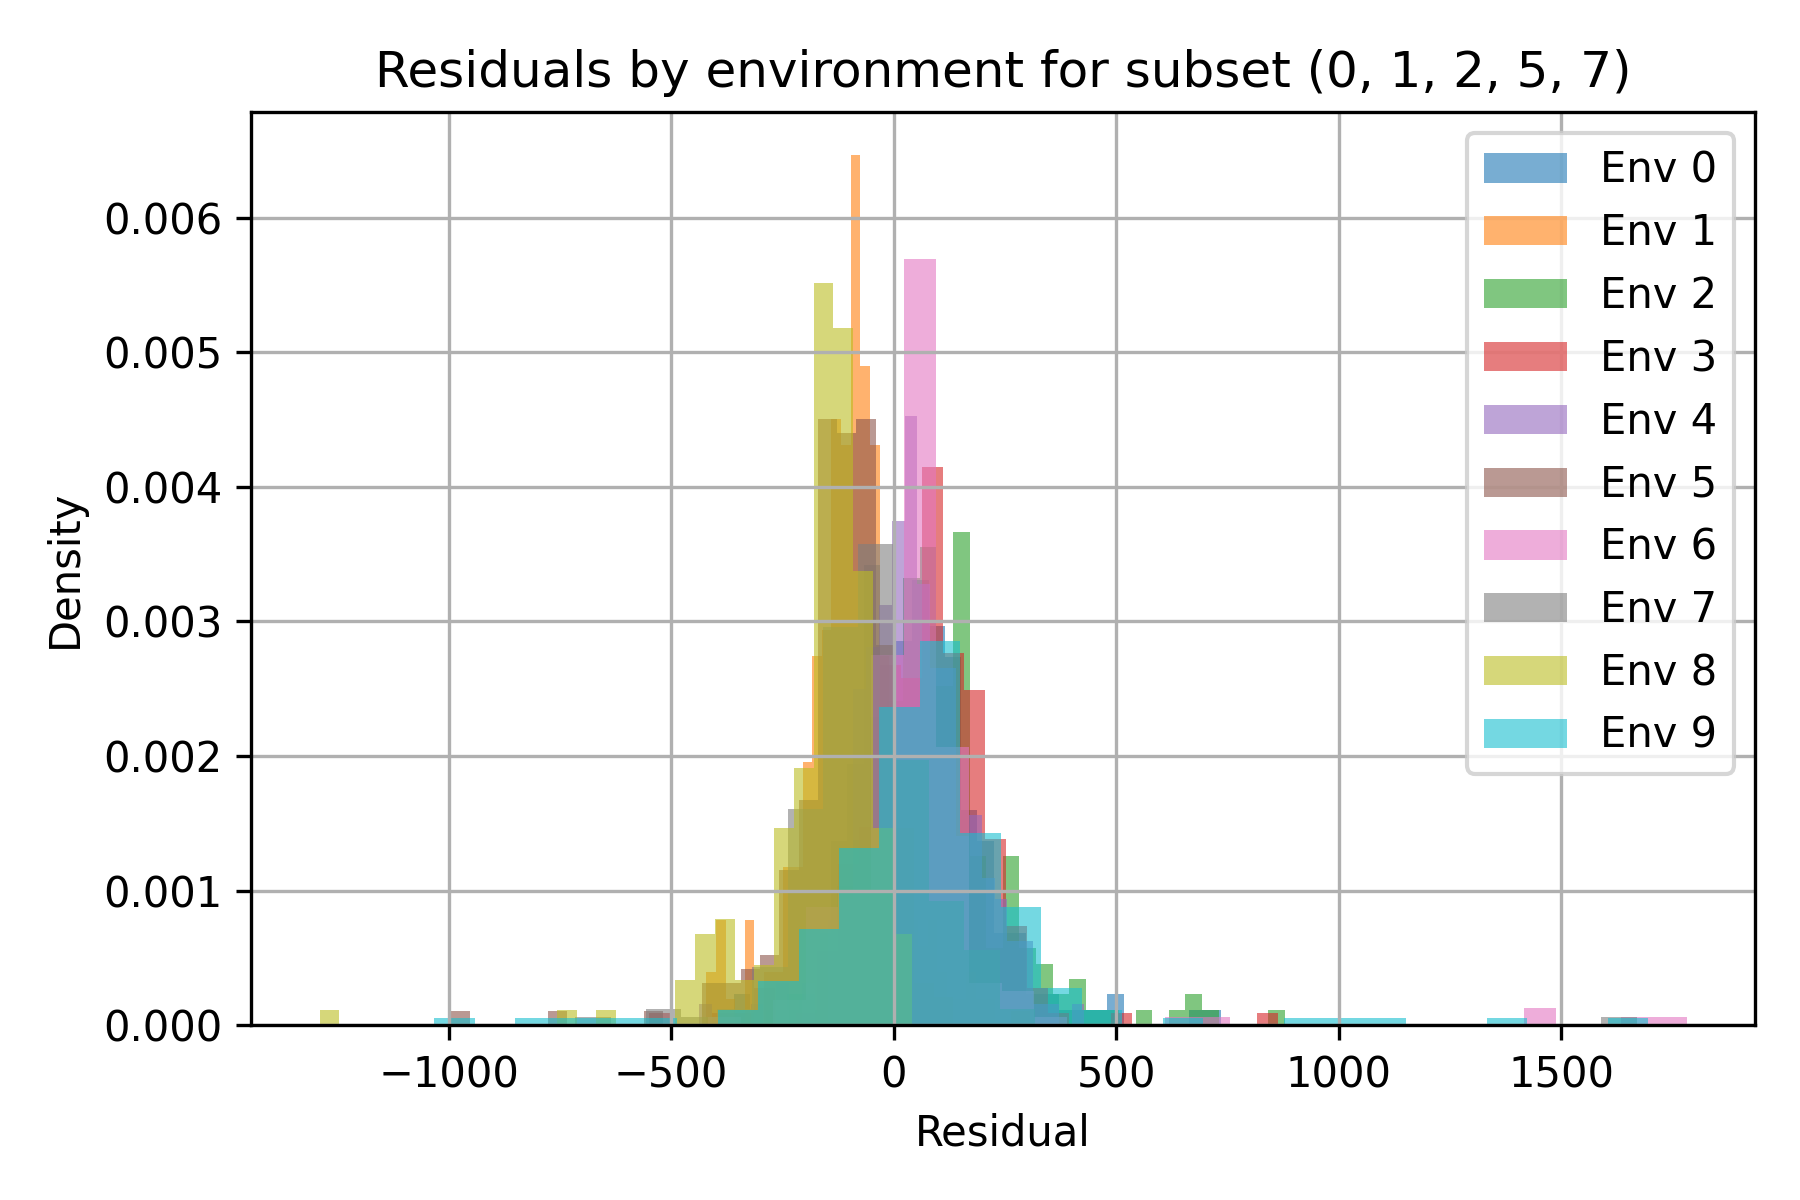 Residuals by environment for subset (0, 1, 2, 5, 7)
Env 0
Env 1
Env 2
Env 3
Env 4
Env 5
Env 6
Env 7
Env 8
Env 9
0.006
0.005
0.004
0.003
0.002
0.001
0.000
Density
−1000
−500
0
500
1000
1500
Residual